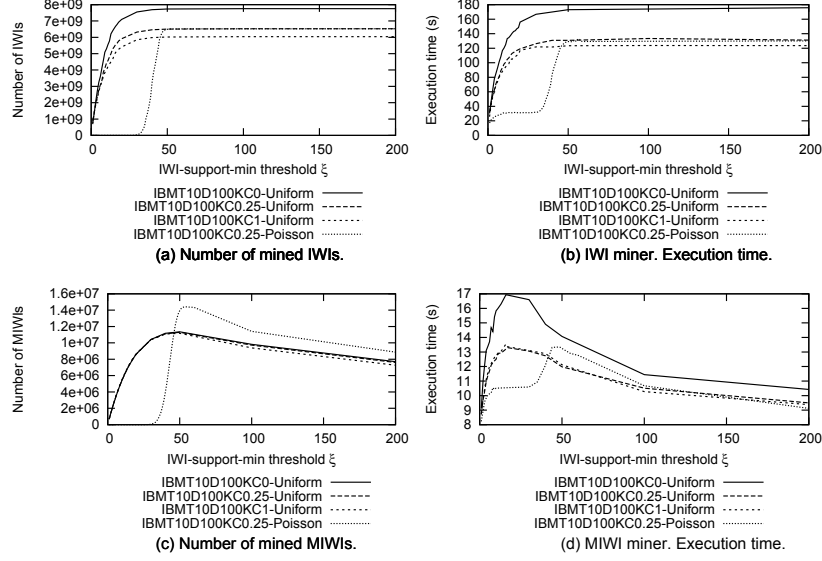 Number of IWIs
8e+09
7e+09
6e+09
5e+09
4e+09
3e+09
2e+09
1e+09
0
0 50 100 150 200
IWI-support-min threshold ξ
IBMT10D100KC0-Uniform
IBMT10D100KC0.25-Uniform
IBMT10D100KC1-Uniform
IBMT10D100KC0.25-Poisson
(a) Number of mined IWIs.
Execution time (s)
180
160
140
120
100
80
60
40
20
0
0 50 100 150 200
IWI-support-min threshold ξ
IBMT10D100KC0-Uniform
IBMT10D100KC0.25-Uniform
IBMT10D100KC1-Uniform
IBMT10D100KC0.25-Poisson
(b) IWI miner. Execution time.
Number of MIWIs
1.6e+07
1.4e+07
1.2e+07
1e+07
8e+06
6e+06
4e+06
2e+06
0
0 50 100 150 200
IWI-support-min threshold ξ
IBMT10D100KC0-Uniform
IBMT10D100KC0.25-Uniform
IBMT10D100KC1-Uniform
IBMT10D100KC0.25-Poisson
(c) Number of mined MIWIs.
Execution time (s)
17
16
15
14
13
12
11
10
9
8
0 50 100 150 200
IWI-support-min threshold ξ
IBMT10D100KC0-Uniform
IBMT10D100KC0.25-Uniform
IBMT10D100KC1-Uniform
IBMT10D100KC0.25-Poisson
(d) MIWI miner. Execution time.